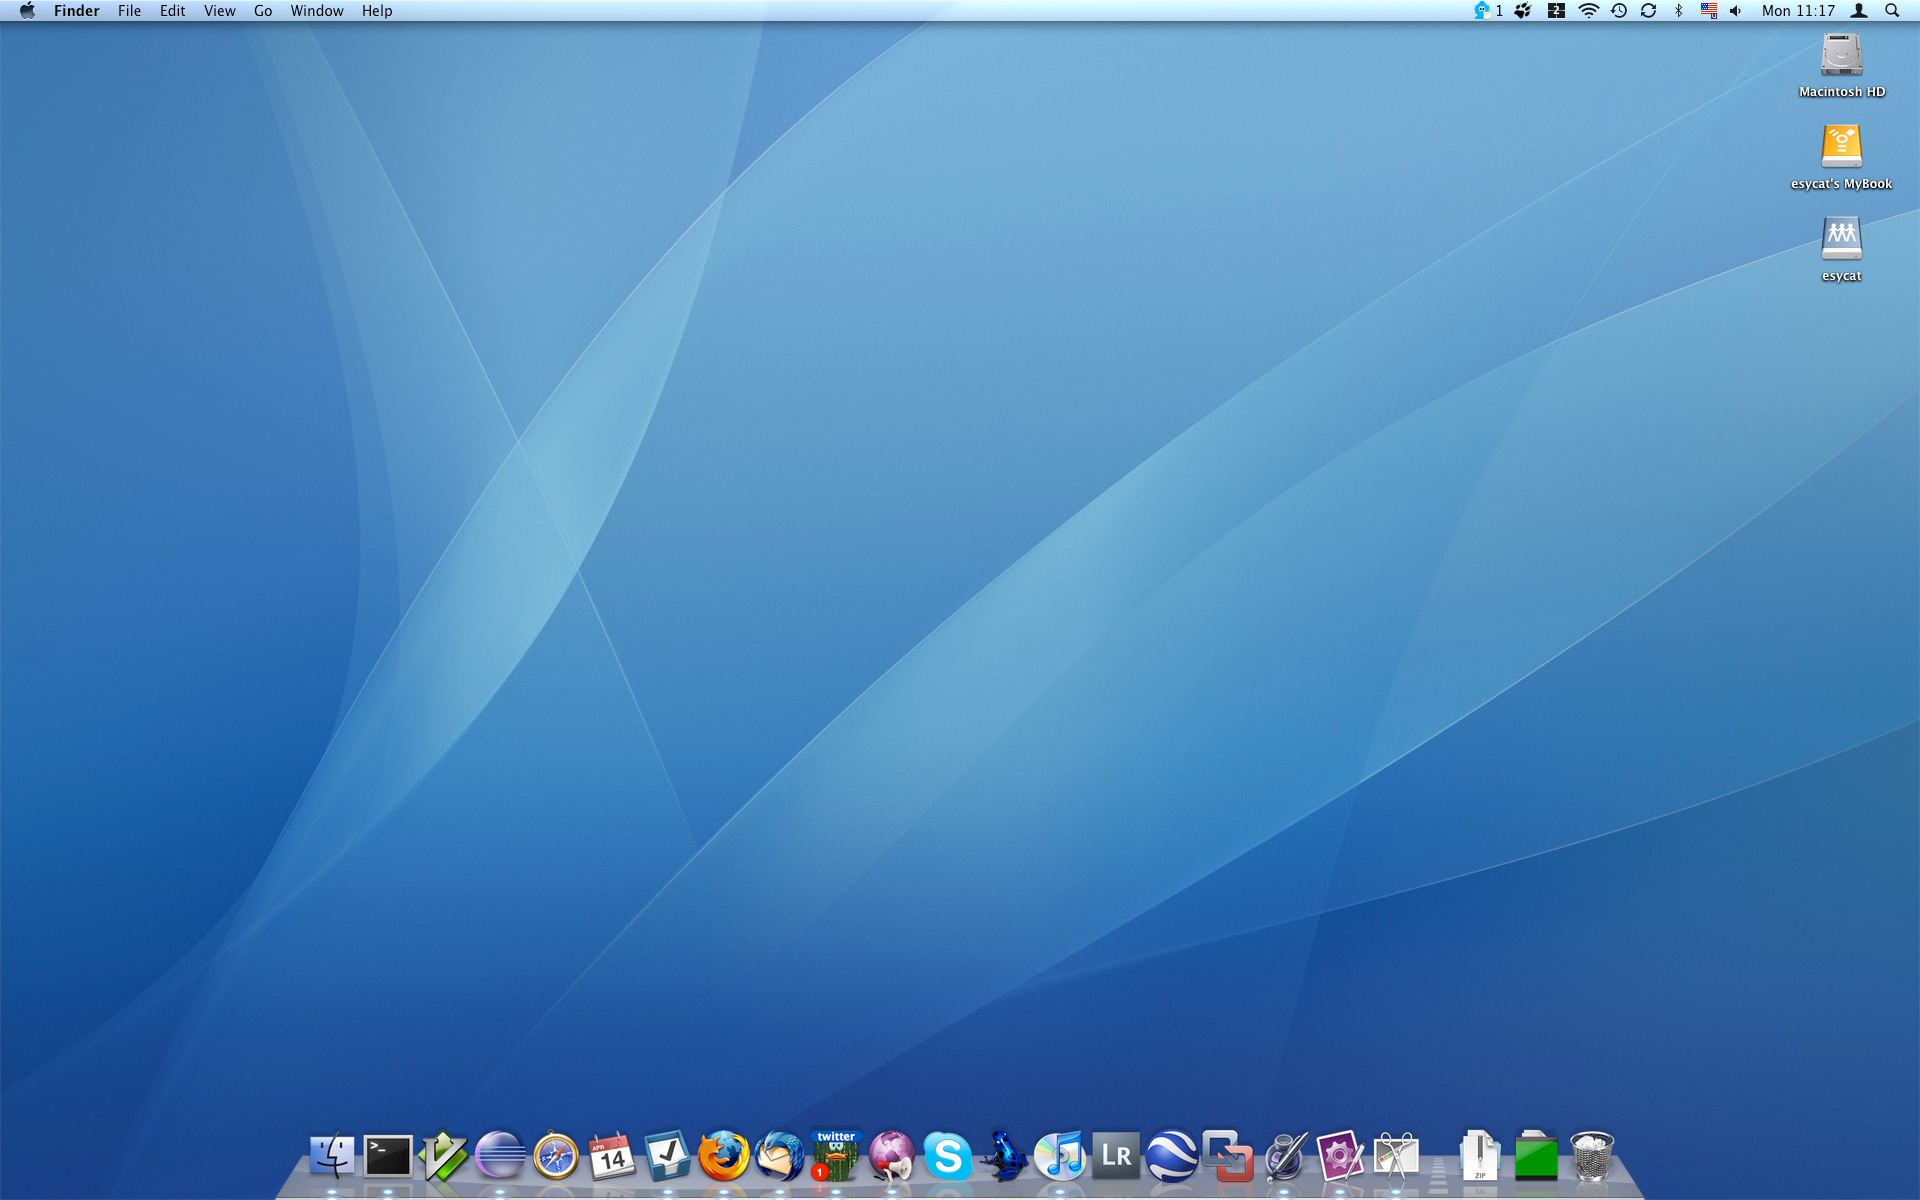 Finder File Edit View Go Window Help
1 2 Mon 11:17
Macintosh HD
esycat's MyBook
esycat
>_
APR
14
twitter
1
S
LR
ZIP